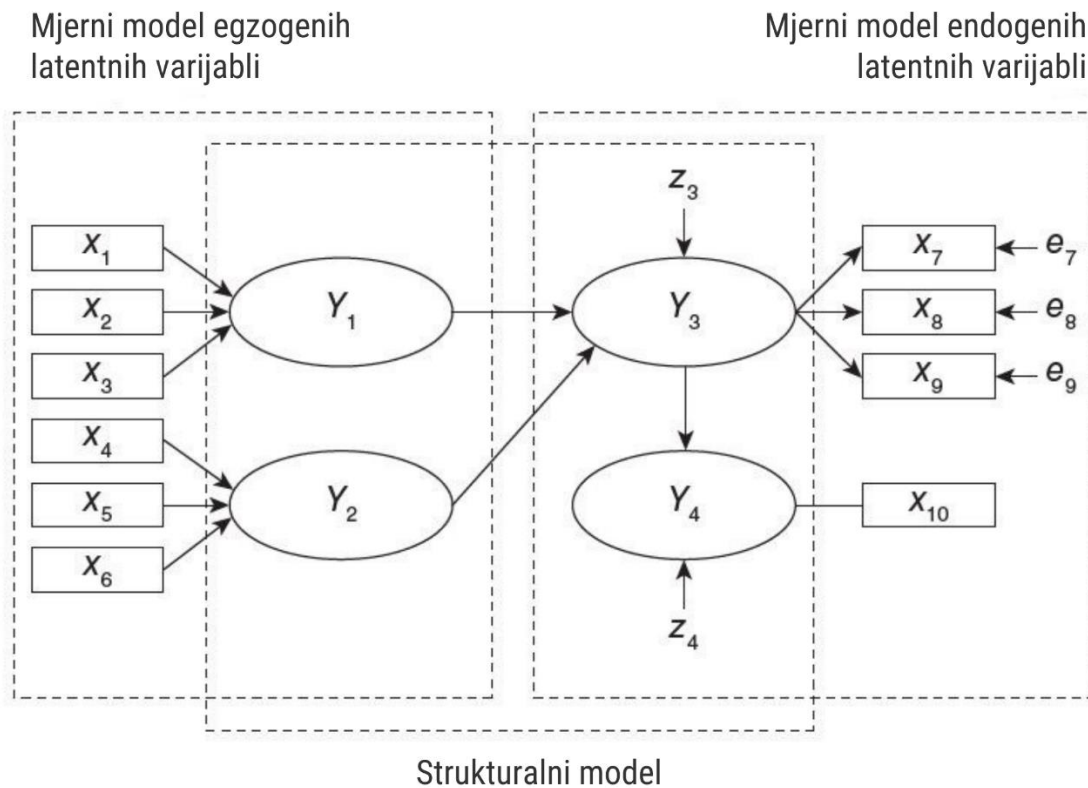 Mjerni model egzogenih
latentnih varijabli
Mjerni model endogenih
latentnih varijabli
z₃
x₁
x₂
x₃
x₄
x₅
x₆
Y₁
Y₂
Y₃
Y₄
x₇
e₇
x₈
e₈
x₉
e₉
x₁₀
z₄
Strukturalni model